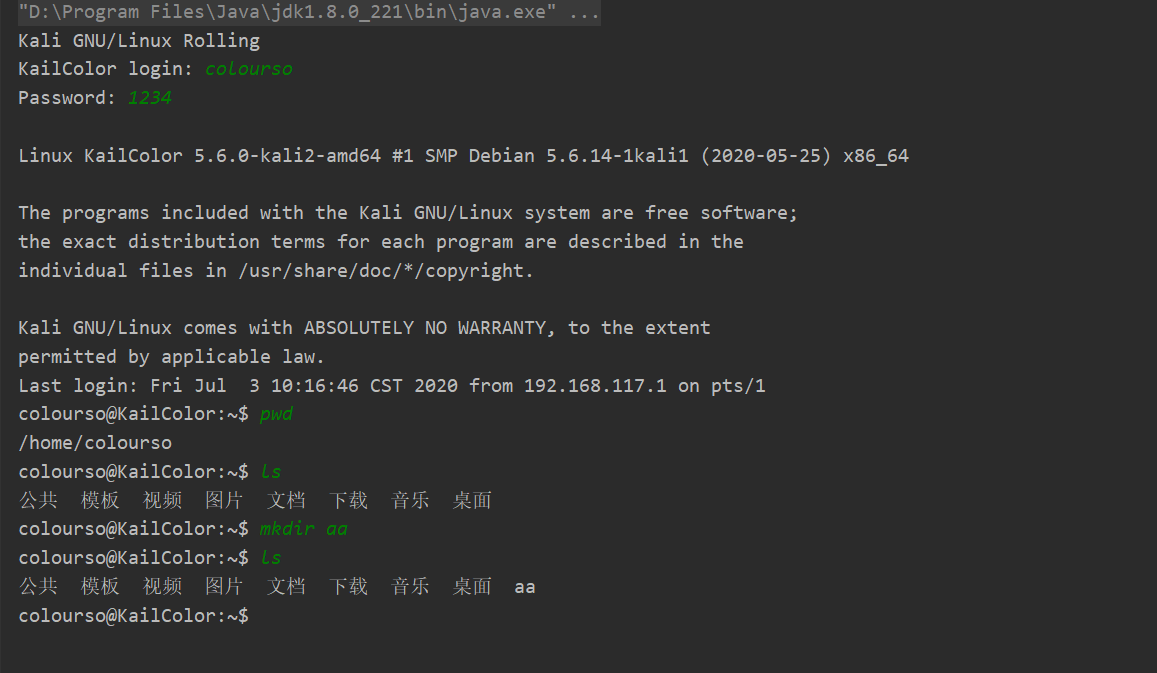 "D:\Program Files\Java\jdk1.8.0_221\bin\java.exe" ...
Kali GNU/Linux Rolling
KailColor login: colourso
Password: 1234
Linux KailColor 5.6.0-kali2-amd64 #1 SMP Debian 5.6.14-1kali1 (2020-05-25) x86_64
The programs included with the Kali GNU/Linux system are free software;
the exact distribution terms for each program are described in the
individual files in /usr/share/doc/*/copyright.
Kali GNU/Linux comes with ABSOLUTELY NO WARRANTY, to the extent
permitted by applicable law.
Last login: Fri Jul  3 10:16:46 CST 2020 from 192.168.117.1 on pts/1
colourso@KailColor:~$ pwd
/home/colourso
colourso@KailColor:~$ ls
公共  模板  视频  图片  文档  下载  音乐  桌面
colourso@KailColor:~$ mkdir aa
colourso@KailColor:~$ ls
公共  模板  视频  图片  文档  下载  音乐  桌面  aa
colourso@KailColor:~$